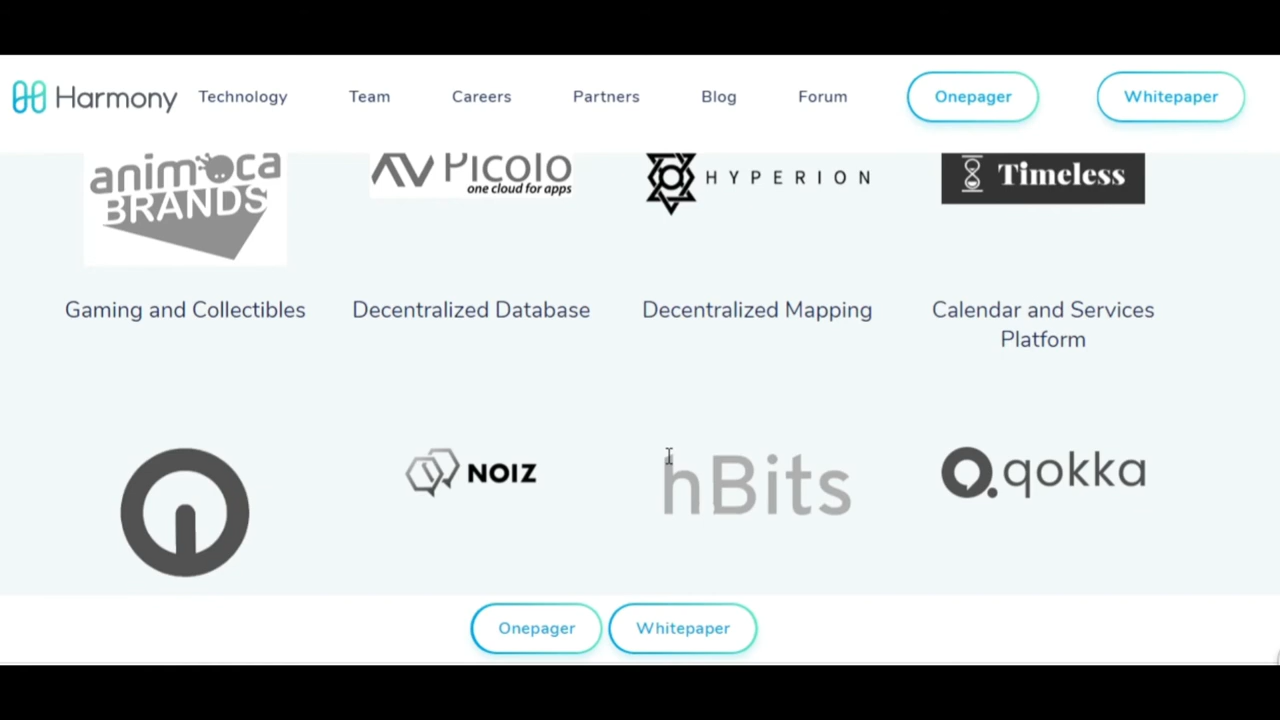 Harmony Technology Team Careers Partners Blog Forum Onepager Whitepaper
animoca BRANDS
Picolo
one cloud for apps
HYPERION
Timeless
Gaming and Collectibles
Decentralized Database
Decentralized Mapping
Calendar and Services
Platform
NOIZ
hBits
qokka
Onepager Whitepaper